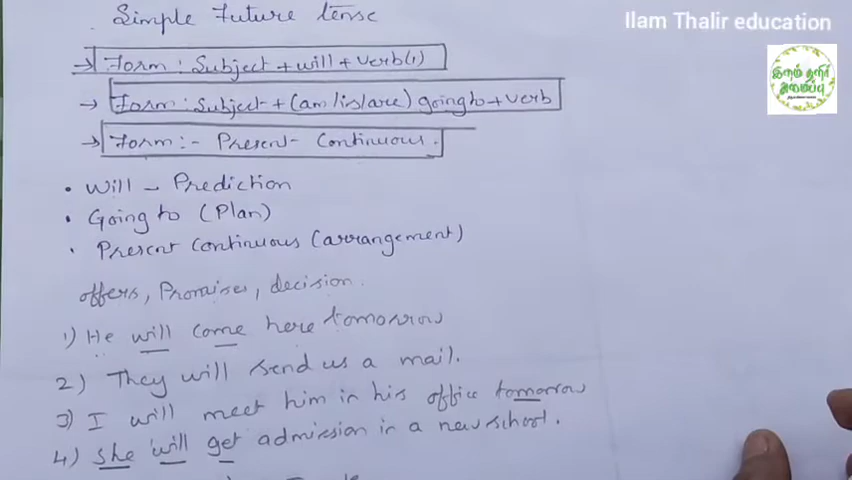 Simple Future tense
Ilam Thalir education
இளம் தளிர்
அமைப்பு
→ Form : Subject + will + verb(1)
→ Form : Subject + (am/is/are) going to + verb
→ Form :- Present Continuous.
• Will - Prediction
• Going to (Plan)
• Present Continuous (arrangement)
offers, Promises, decision.
1) He will come here tomorrow
2) They will send us a mail.
3) I will meet him in his office tomorrow
4) She will get admission in a new school.